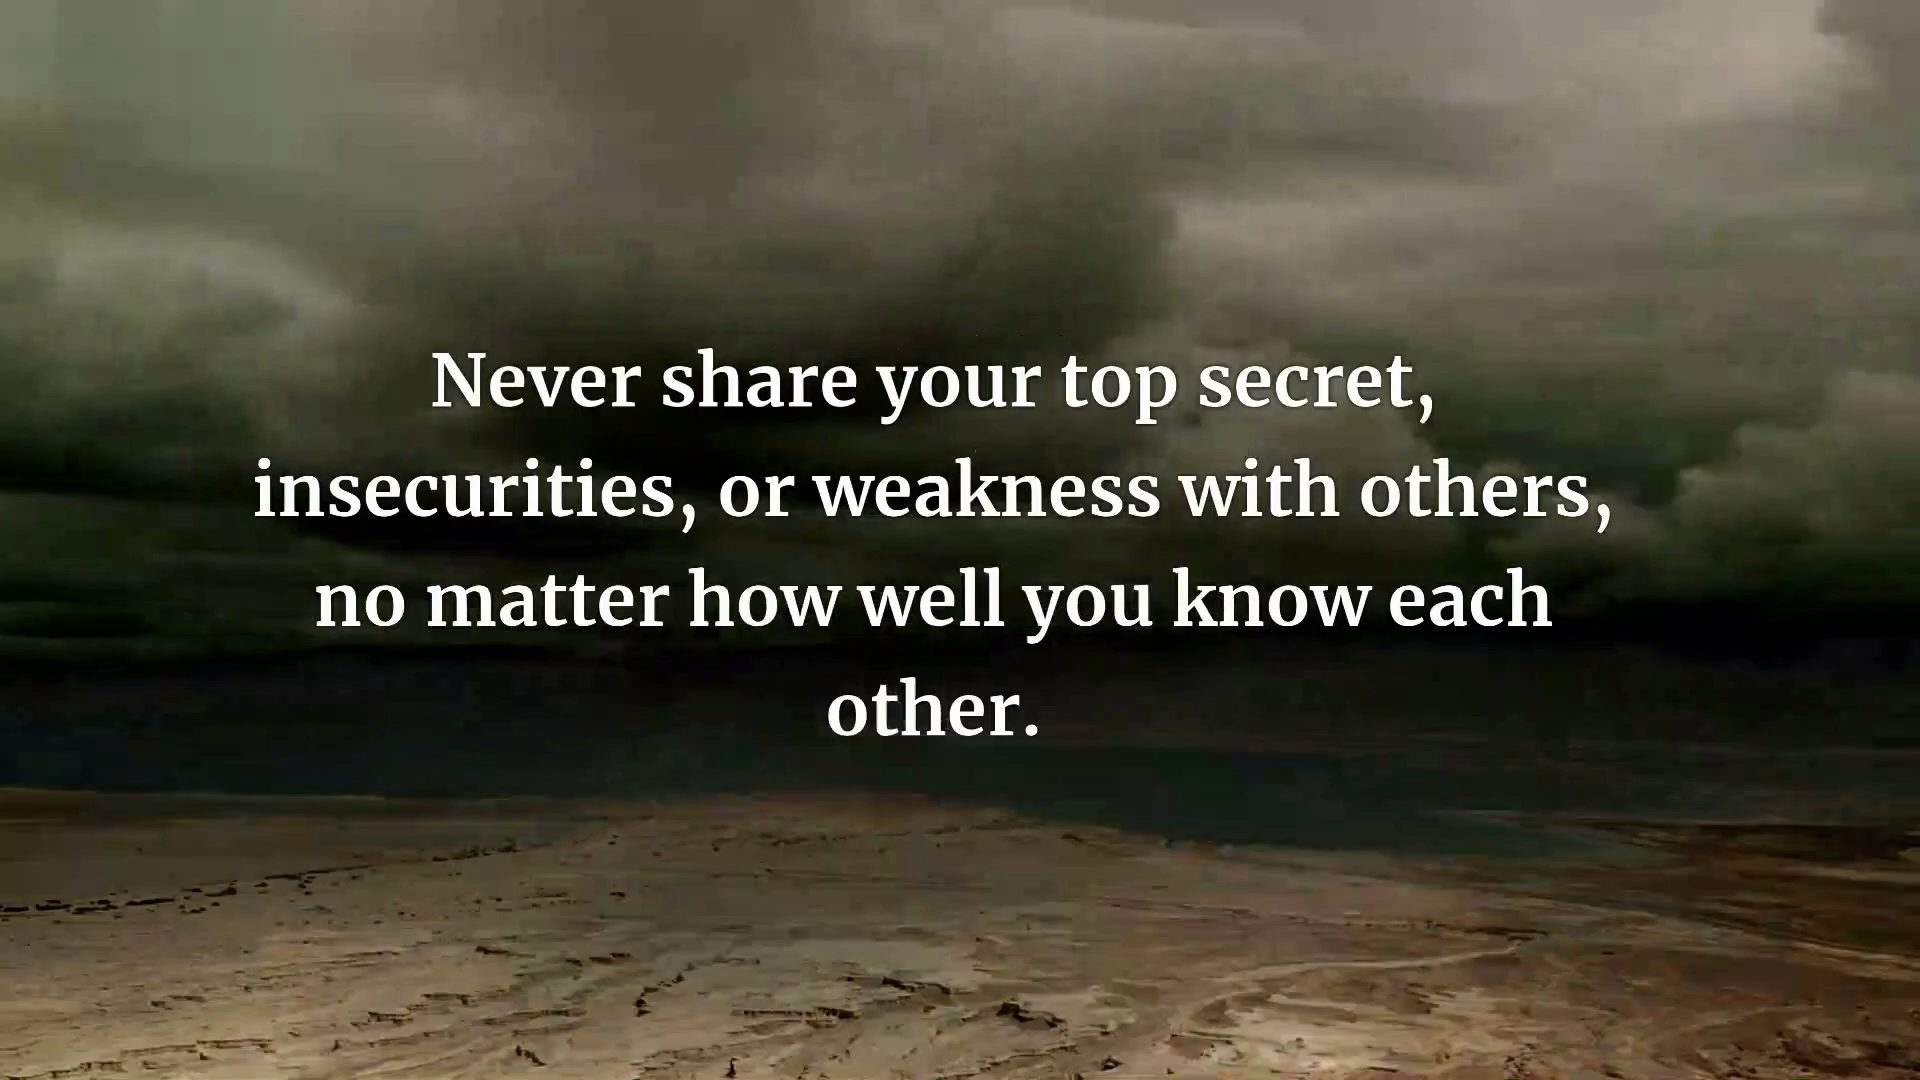 Never share your top secret,
insecurities, or weakness with others,
no matter how well you know each
other.